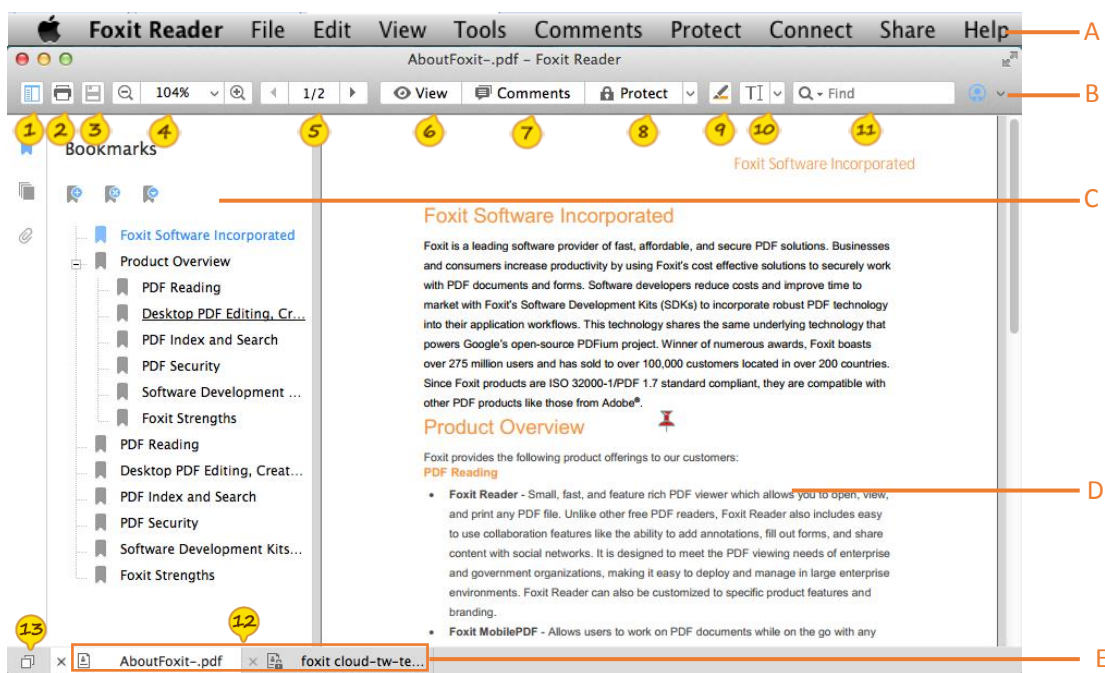 Foxit Reader File Edit View Tools Comments Protect Connect Share Help
A
AboutFoxit-.pdf – Foxit Reader
104% 1/2 View Comments Protect TI Find
B
1 2 3 4 5 6 7 8 9 10 11
Bookmarks
Foxit Software Incorporated
C
Foxit Software Incorporated
Product Overview
PDF Reading
Desktop PDF Editing, Cr...
PDF Index and Search
PDF Security
Software Development ...
Foxit Strengths
PDF Reading
Desktop PDF Editing, Creat...
PDF Index and Search
PDF Security
Software Development Kits...
Foxit Strengths
Foxit Software Incorporated
Foxit is a leading software provider of fast, affordable, and secure PDF solutions. Businesses
and consumers increase productivity by using Foxit's cost effective solutions to securely work
with PDF documents and forms. Software developers reduce costs and improve time to
market with Foxit's Software Development Kits (SDKs) to incorporate robust PDF technology
into their application workflows. This technology shares the same underlying technology that
powers Google's open-source PDFium project. Winner of numerous awards, Foxit boasts
over 275 million users and has sold to over 100,000 customers located in over 200 countries.
Since Foxit products are ISO 32000-1/PDF 1.7 standard compliant, they are compatible with
other PDF products like those from Adobe®.
Product Overview
Foxit provides the following product offerings to our customers:
PDF Reading
• Foxit Reader - Small, fast, and feature rich PDF viewer which allows you to open, view,
D
and print any PDF file. Unlike other free PDF readers, Foxit Reader also includes easy
to use collaboration features like the ability to add annotations, fill out forms, and share
content with social networks. It is designed to meet the PDF viewing needs of enterprise
and government organizations, making it easy to deploy and manage in large enterprise
environments. Foxit Reader can also be customized to specific product features and
branding.
• Foxit MobilePDF - Allows users to work on PDF documents while on the go with any
13 12
AboutFoxit-.pdf foxit cloud-tw-te...
E